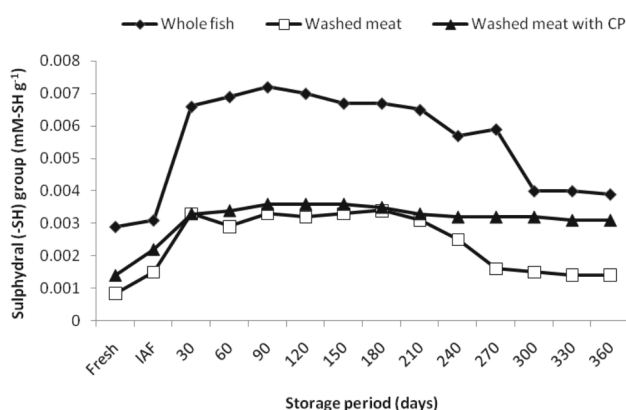 Whole fish Washed meat Washed meat with CP
Sulphydral (-SH) group (mM-SH g⁻¹)
0.008
0.007
0.006
0.005
0.004
0.003
0.002
0.001
0
Fresh IAF 30 60 90 120 150 180 210 240 270 300 330 360
Storage period (days)